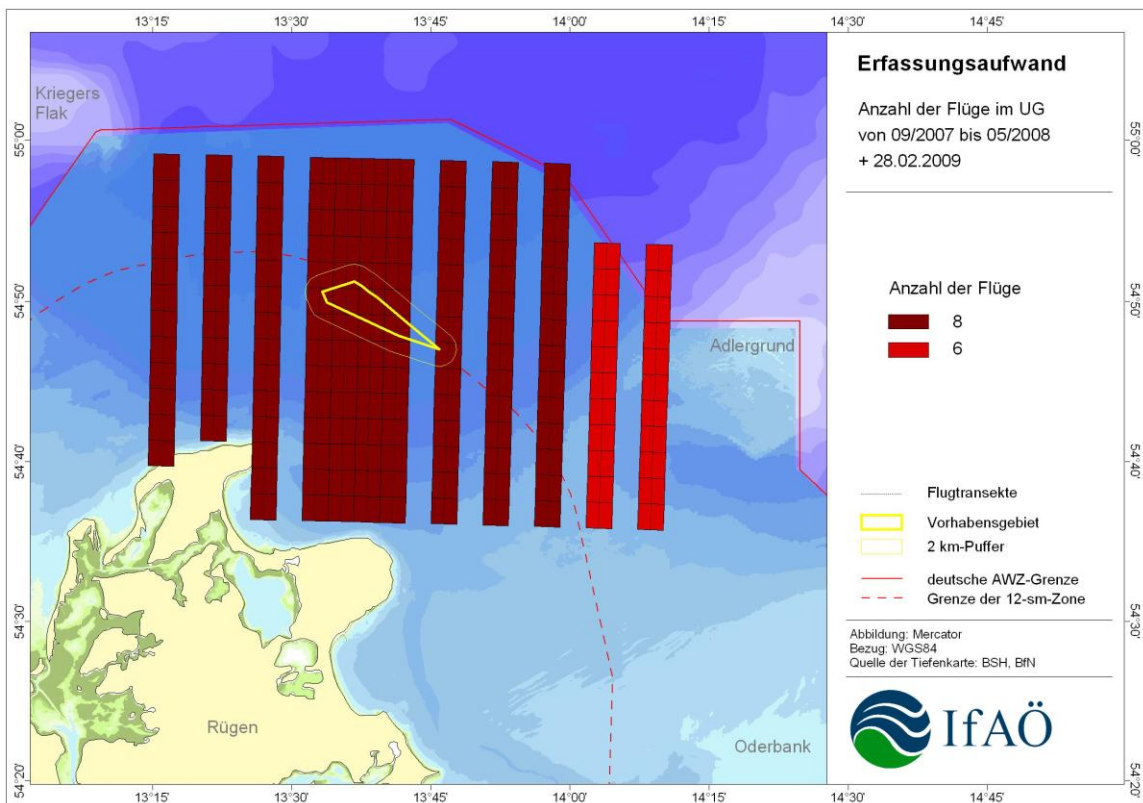 13°15 13°30 13°45 14°00 14°15 14°30 14°45
Kriegers
Flak
55°00
54°50
54°40
54°30
54°20
Adlergrund
Rügen
Oderbank
Erfassungsaufwand
Anzahl der Flüge im UG
von 09/2007 bis 05/2008
+ 28.02.2009
Anzahl der Flüge
8
6
Flugtransekte
Vorhabensgebiet
2 km-Puffer
deutsche AWZ-Grenze
Grenze der 12-sm-Zone
Abbildung: Mercator
Bezug: WGS84
Quelle der Tiefenkarte: BSH, BfN
IfAÖ
55°00
54°50
54°40
54°30
54°20
13°15 13°30 13°45 14°00 14°15 14°30 14°45